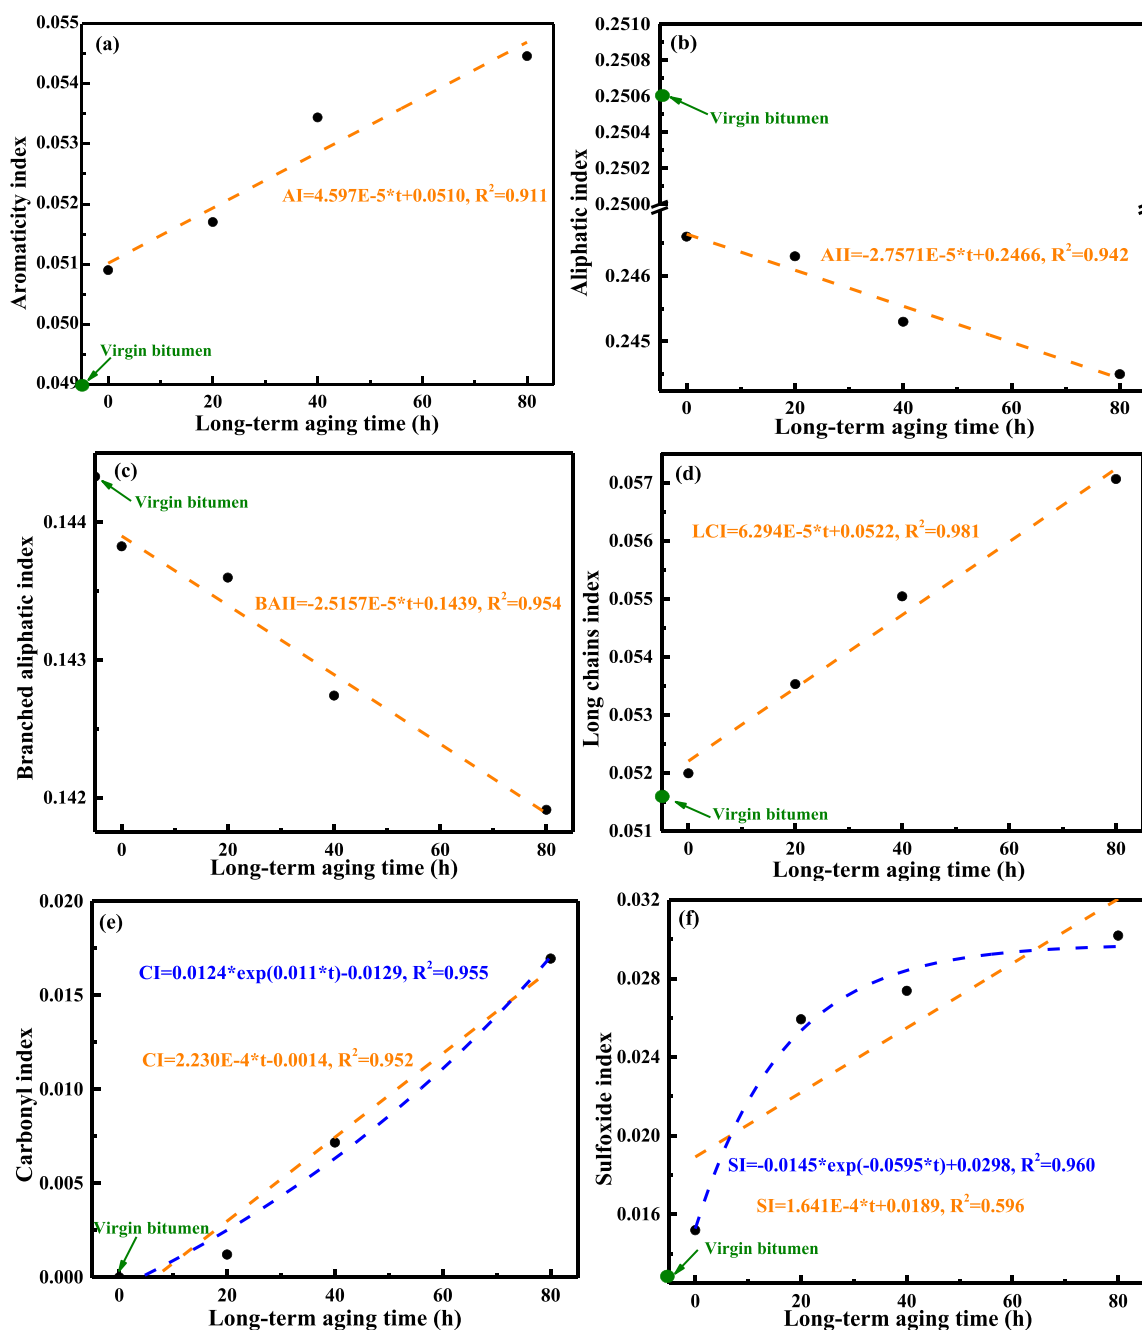 (a)
0.055
0.054
0.053
0.052
0.051
0.050
0.049
Aromaticity index
AI=4.597E-5*t+0.0510, R²=0.911
Virgin bitumen
0 20 40 60 80
Long-term aging time (h)
(b)
0.2510
0.2508
0.2506
0.2504
0.2502
0.2500
0.246
0.245
Aliphatic index
Virgin bitumen
AII=-2.7571E-5*t+0.2466, R²=0.942
0 20 40 60 80
Long-term aging time (h)
(c)
0.144
0.143
0.142
Branched aliphatic index
Virgin bitumen
BAII=-2.5157E-5*t+0.1439, R²=0.954
0 20 40 60 80
Long-term aging time (h)
(d)
0.057
0.056
0.055
0.054
0.053
0.052
0.051
Long chains index
LCI=6.294E-5*t+0.0522, R²=0.981
Virgin bitumen
0 20 40 60 80
Long-term aging time (h)
(e)
0.020
0.015
0.010
0.005
0.000
Carbonyl index
CI=0.0124*exp(0.011*t)-0.0129, R²=0.955
CI=2.230E-4*t-0.0014, R²=0.952
Virgin bitumen
0 20 40 60 80
Long-term aging time (h)
(f)
0.032
0.028
0.024
0.020
0.016
Sulfoxide index
SI=-0.0145*exp(-0.0595*t)+0.0298, R²=0.960
SI=1.641E-4*t+0.0189, R²=0.596
Virgin bitumen
0 20 40 60 80
Long-term aging time (h)